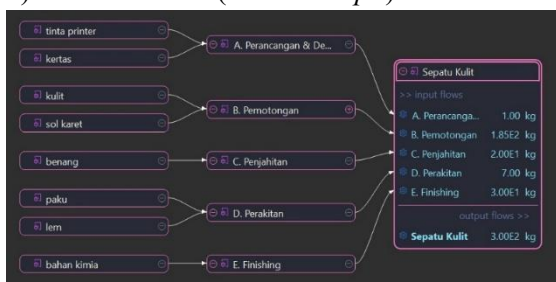 tinta printer
kertas
A. Perancangan & De...
kulit
sol karet
B. Pemotongan
benang
C. Penjahitan
paku
lem
D. Perakitan
bahan kimia
E. Finishing
Sepatu Kulit
>> input flows
A. Perancanga... 1.00 kg
B. Pemotongan 1.85E2 kg
C. Penjahitan 2.00E1 kg
D. Perakitan 7.00 kg
E. Finishing 3.00E1 kg
output flows >>
Sepatu Kulit 3.00E2 kg